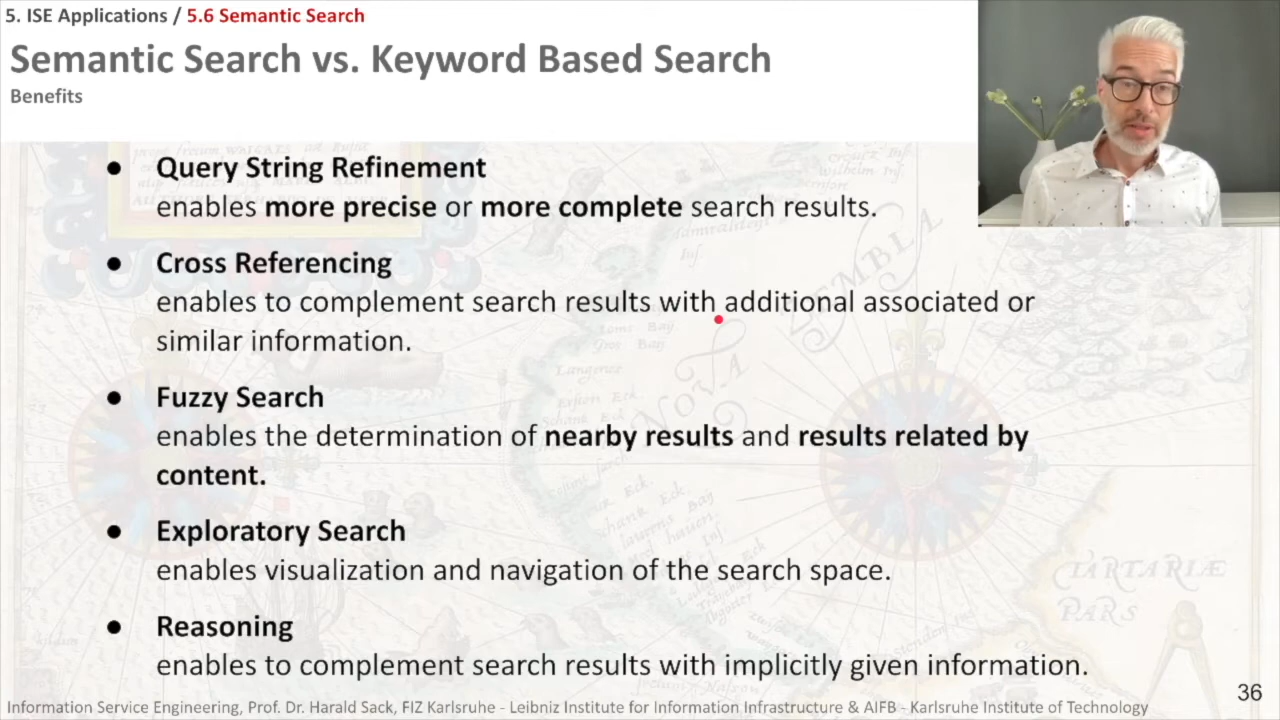 5. ISE Applications / 5.6 Semantic Search
Semantic Search vs. Keyword Based Search
Benefits
● Query String Refinement
enables more precise or more complete search results.
● Cross Referencing
enables to complement search results with additional associated or
similar information.
● Fuzzy Search
enables the determination of nearby results and results related by
content.
● Exploratory Search
enables visualization and navigation of the search space.
● Reasoning
enables to complement search results with implicitly given information.
NOVA
SEMBLA
TARTARIÆ
PARS
36
Information Service Engineering, Prof. Dr. Harald Sack, FIZ Karlsruhe - Leibniz Institute for Information Infrastructure & AIFB - Karlsruhe Institute of Technology